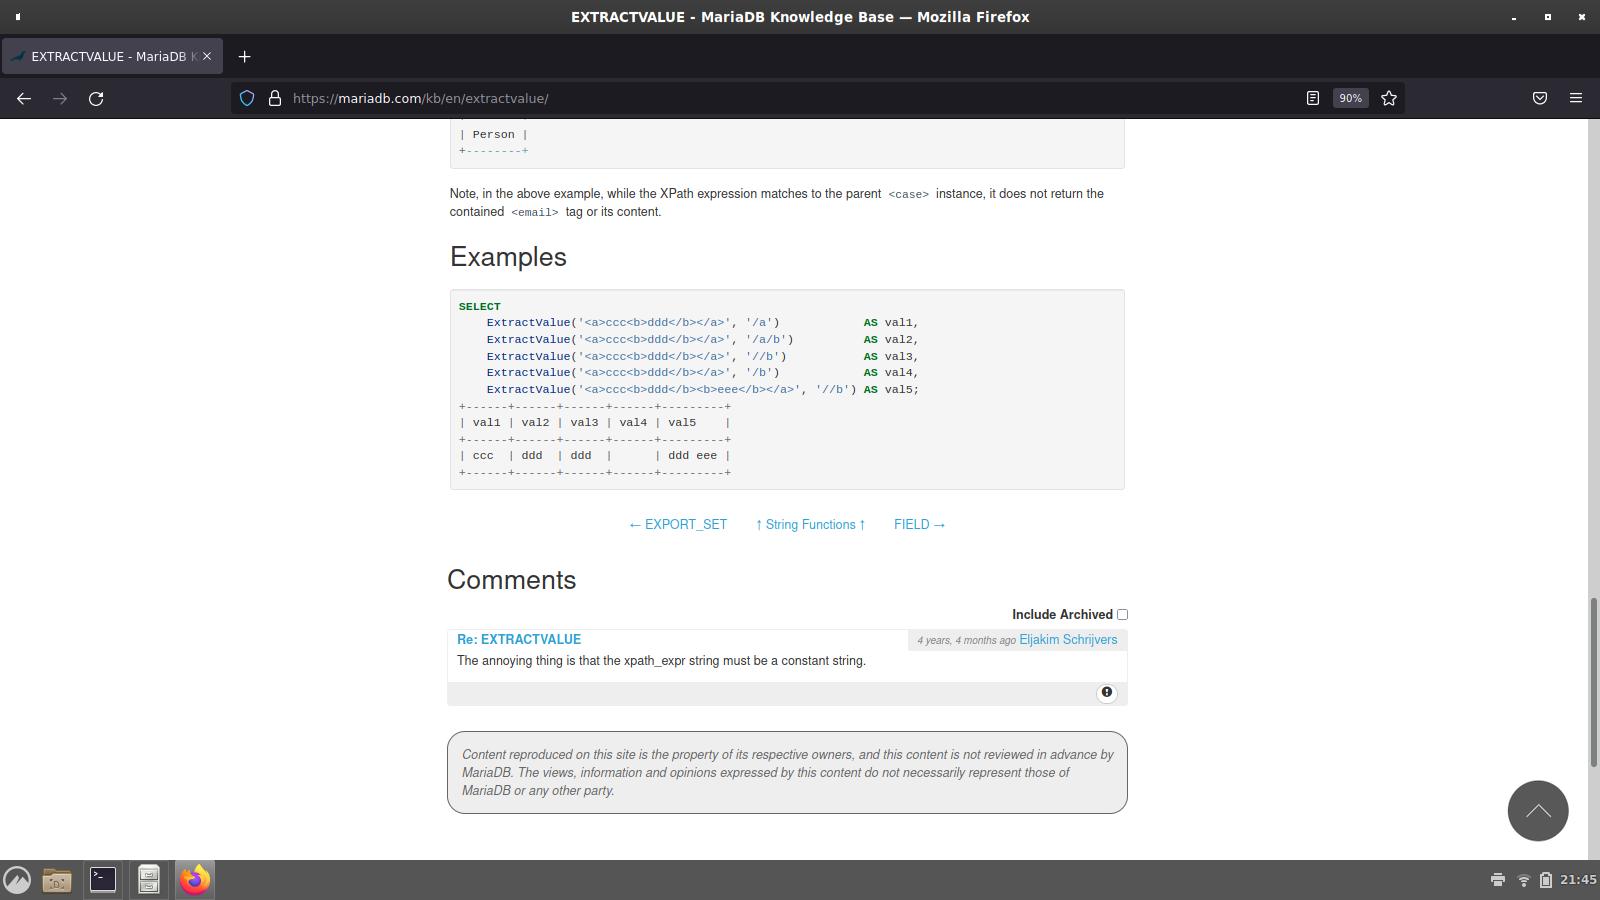 EXTRACTVALUE - MariaDB Knowledge Base — Mozilla Firefox
EXTRACTVALUE - MariaDB K
https://mariadb.com/kb/en/extractvalue/
90%
| Person |
+--------+
Note, in the above example, while the XPath expression matches to the parent <case> instance, it does not return the
contained <email> tag or its content.
Examples
SELECT
    ExtractValue('<a>ccc<b>ddd</b></a>', '/a')            AS val1,
    ExtractValue('<a>ccc<b>ddd</b></a>', '/a/b')          AS val2,
    ExtractValue('<a>ccc<b>ddd</b></a>', '//b')           AS val3,
    ExtractValue('<a>ccc<b>ddd</b></a>', '/b')            AS val4,
    ExtractValue('<a>ccc<b>ddd</b><b>eee</b></a>', '//b') AS val5;
+------+------+------+------+---------+
| val1 | val2 | val3 | val4 | val5    |
+------+------+------+------+---------+
| ccc  | ddd  | ddd  |      | ddd eee |
+------+------+------+------+---------+
← EXPORT_SET ↑ String Functions ↑ FIELD →
Comments
Include Archived
Re: EXTRACTVALUE
4 years, 4 months ago Eljakim Schrijvers
The annoying thing is that the xpath_expr string must be a constant string.
Content reproduced on this site is the property of its respective owners, and this content is not reviewed in advance by
MariaDB. The views, information and opinions expressed by this content do not necessarily represent those of
MariaDB or any other party.
21:45